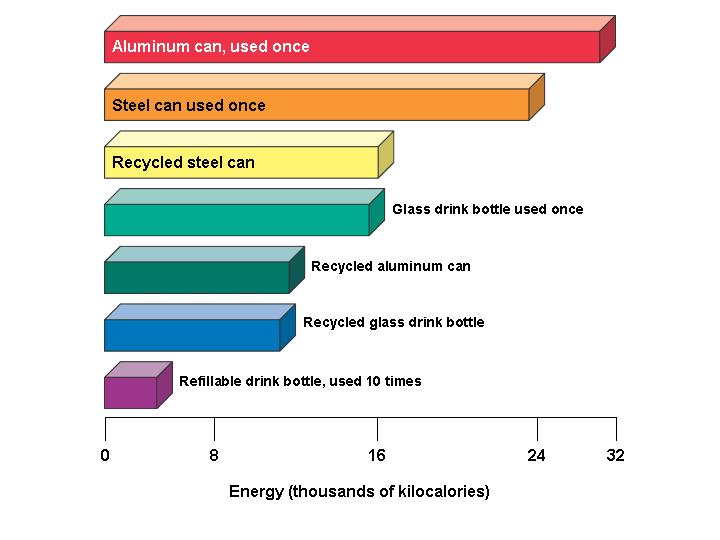 Aluminum can, used once
Steel can used once
Recycled steel can
Glass drink bottle used once
Recycled aluminum can
Recycled glass drink bottle
Refillable drink bottle, used 10 times
0 8 16 24 32
Energy (thousands of kilocalories)